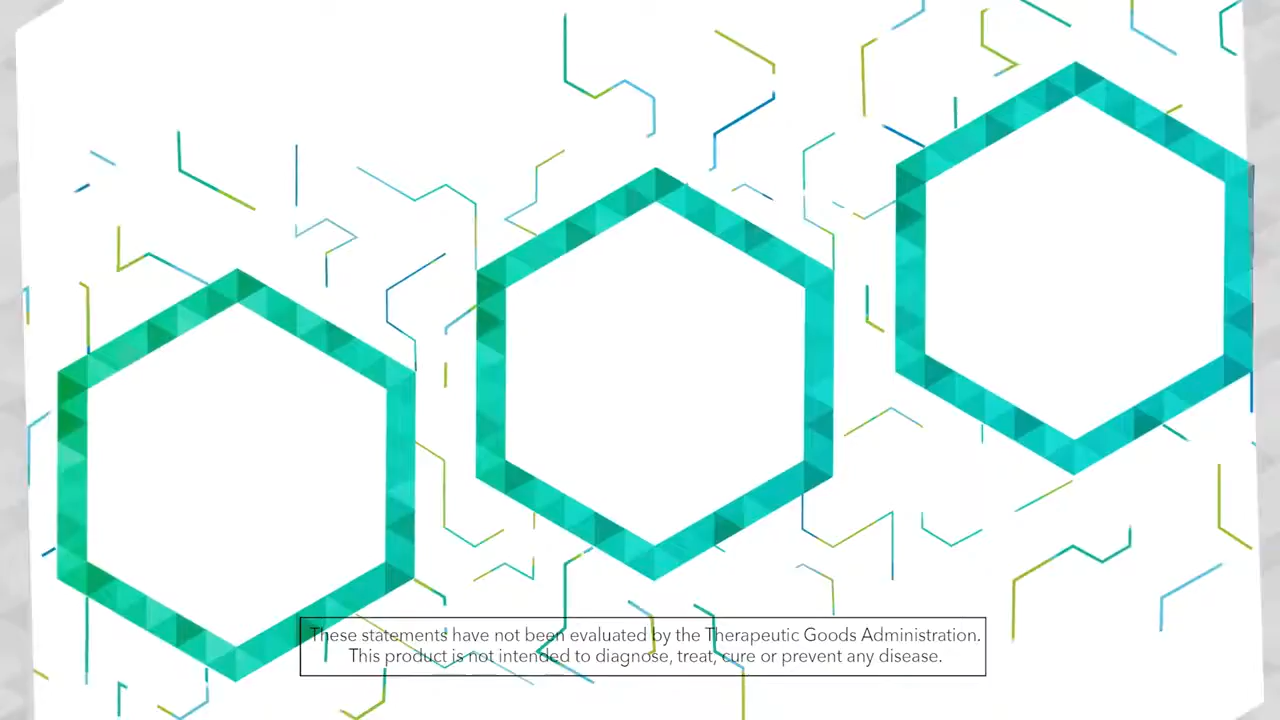 These statements have not been evaluated by the Therapeutic Goods Administration.
This product is not intended to diagnose, treat, cure or prevent any disease.